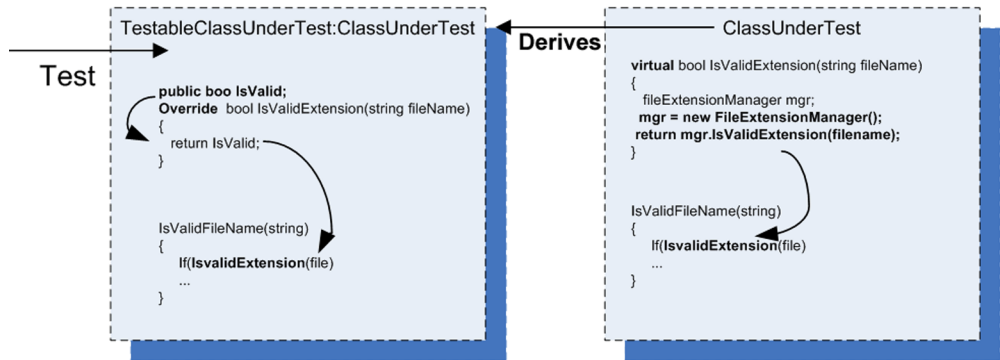 Test
TestableClassUnderTest:ClassUnderTest
public boo IsValid;
Override bool IsValidExtension(string fileName)
{
return IsValid;
}
IsValidFileName(string)
{
If(IsvalidExtension(file)
...
}
Derives
ClassUnderTest
virtual bool IsValidExtension(string fileName)
{
fileExtensionManager mgr;
mgr = new FileExtensionManager();
return mgr.IsValidExtension(filename);
}
IsValidFileName(string)
{
If(IsvalidExtension(file)
...
}